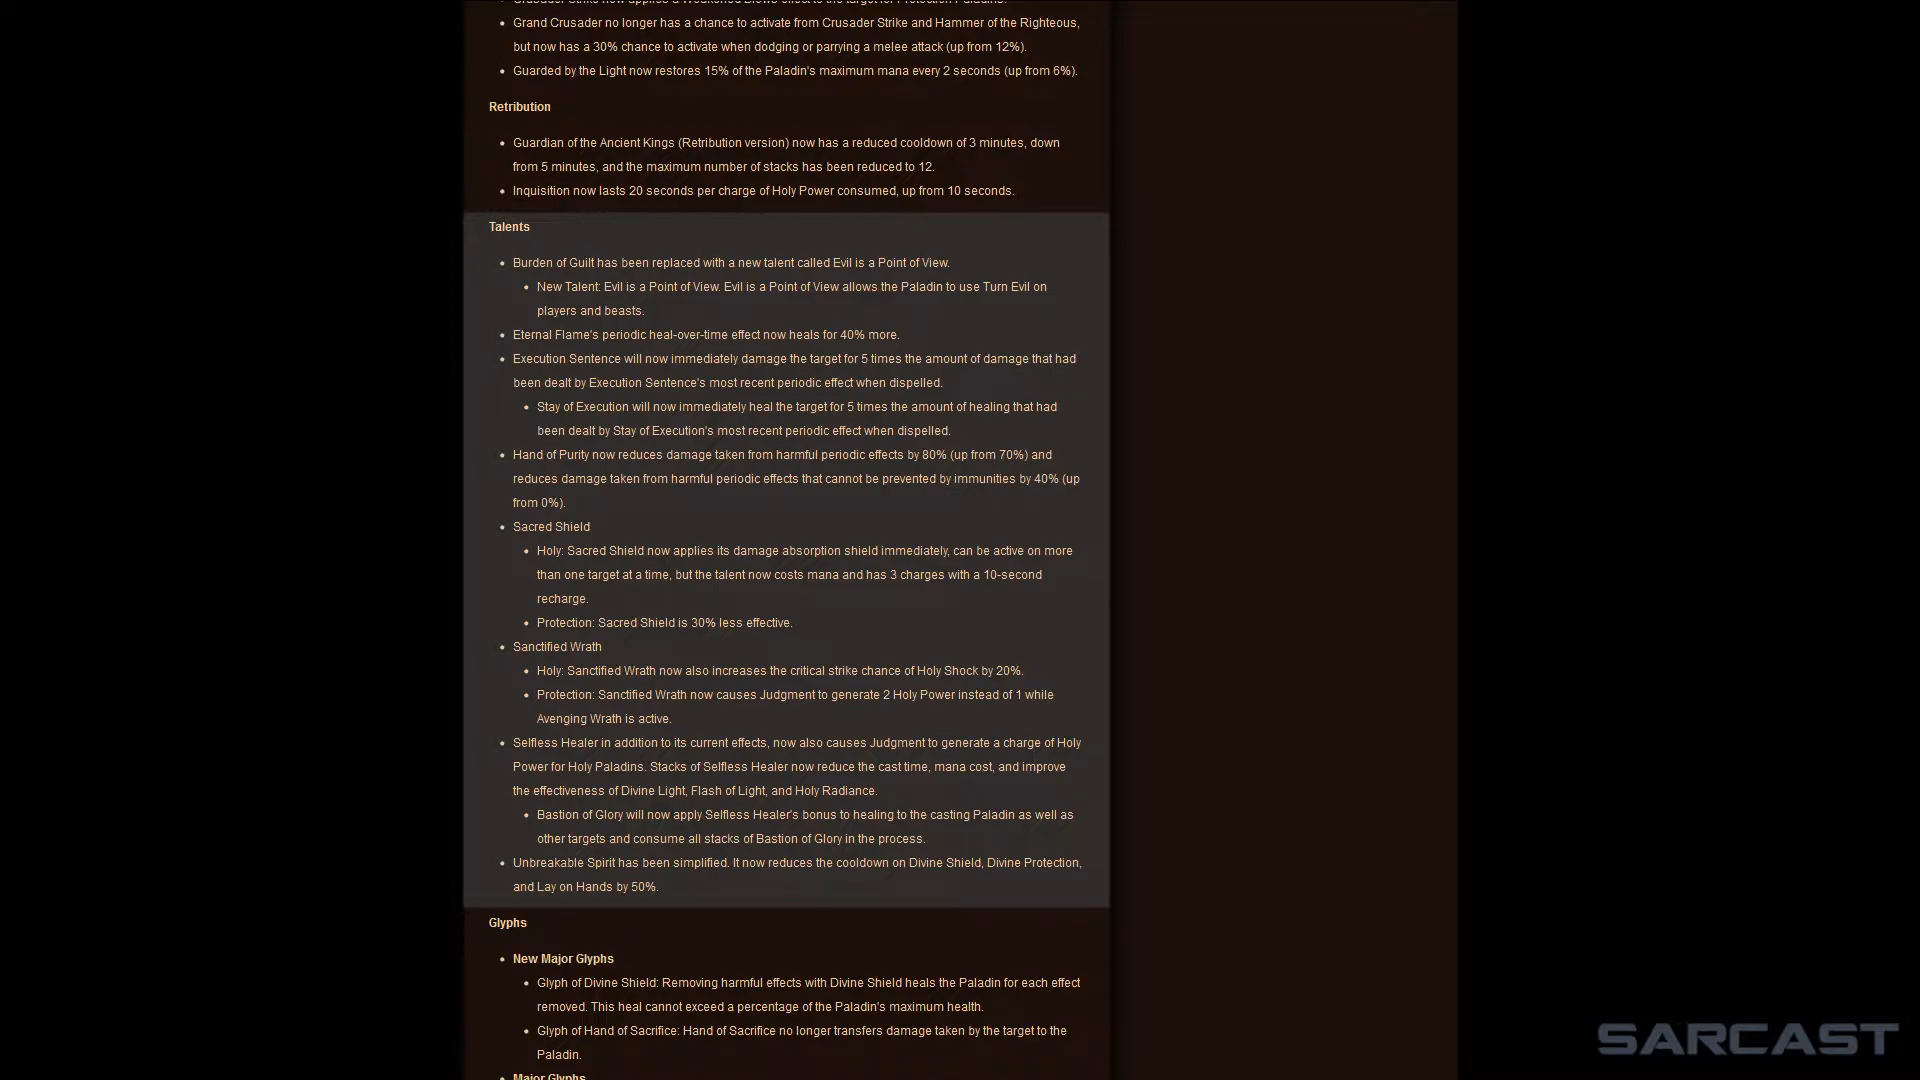 Crusader Strike now applies a Weakened Blows effect to the target for Protection Paladins.
• Grand Crusader no longer has a chance to activate from Crusader Strike and Hammer of the Righteous,
but now has a 30% chance to activate when dodging or parrying a melee attack (up from 12%).
• Guarded by the Light now restores 15% of the Paladin's maximum mana every 2 seconds (up from 6%).
Retribution
• Guardian of the Ancient Kings (Retribution version) now has a reduced cooldown of 3 minutes, down
from 5 minutes, and the maximum number of stacks has been reduced to 12.
• Inquisition now lasts 20 seconds per charge of Holy Power consumed, up from 10 seconds.
Talents
• Burden of Guilt has been replaced with a new talent called Evil is a Point of View.
• New Talent: Evil is a Point of View. Evil is a Point of View allows the Paladin to use Turn Evil on
players and beasts.
• Eternal Flame's periodic heal-over-time effect now heals for 40% more.
• Execution Sentence will now immediately damage the target for 5 times the amount of damage that had
been dealt by Execution Sentence's most recent periodic effect when dispelled.
• Stay of Execution will now immediately heal the target for 5 times the amount of healing that had
been dealt by Stay of Execution's most recent periodic effect when dispelled.
• Hand of Purity now reduces damage taken from harmful periodic effects by 80% (up from 70%) and
reduces damage taken from harmful periodic effects that cannot be prevented by immunities by 40% (up
from 0%).
• Sacred Shield
• Holy: Sacred Shield now applies its damage absorption shield immediately, can be active on more
than one target at a time, but the talent now costs mana and has 3 charges with a 10-second
recharge.
• Protection: Sacred Shield is 30% less effective.
• Sanctified Wrath
• Holy: Sanctified Wrath now also increases the critical strike chance of Holy Shock by 20%.
• Protection: Sanctified Wrath now causes Judgment to generate 2 Holy Power instead of 1 while
Avenging Wrath is active.
• Selfless Healer in addition to its current effects, now also causes Judgment to generate a charge of Holy
Power for Holy Paladins. Stacks of Selfless Healer now reduce the cast time, mana cost, and improve
the effectiveness of Divine Light, Flash of Light, and Holy Radiance.
• Bastion of Glory will now apply Selfless Healer's bonus to healing to the casting Paladin as well as
other targets and consume all stacks of Bastion of Glory in the process.
• Unbreakable Spirit has been simplified. It now reduces the cooldown on Divine Shield, Divine Protection,
and Lay on Hands by 50%.
Glyphs
• New Major Glyphs
• Glyph of Divine Shield: Removing harmful effects with Divine Shield heals the Paladin for each effect
removed. This heal cannot exceed a percentage of the Paladin's maximum health.
• Glyph of Hand of Sacrifice: Hand of Sacrifice no longer transfers damage taken by the target to the
Paladin.
• Major Glyphs
SARCAST